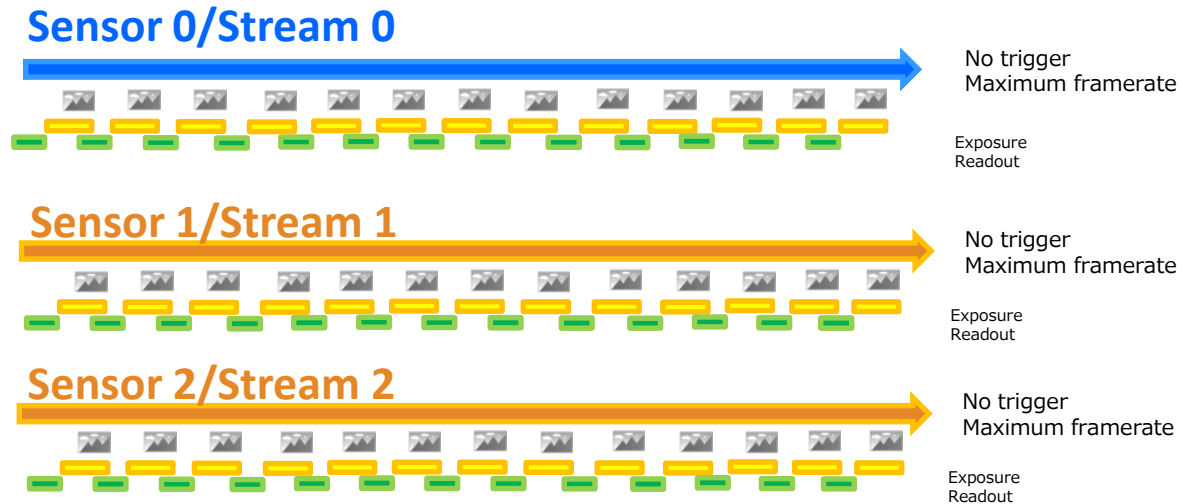 Sensor 0/Stream 0
No trigger
Maximum framerate
Exposure
Readout
Sensor 1/Stream 1
No trigger
Maximum framerate
Exposure
Readout
Sensor 2/Stream 2
No trigger
Maximum framerate
Exposure
Readout